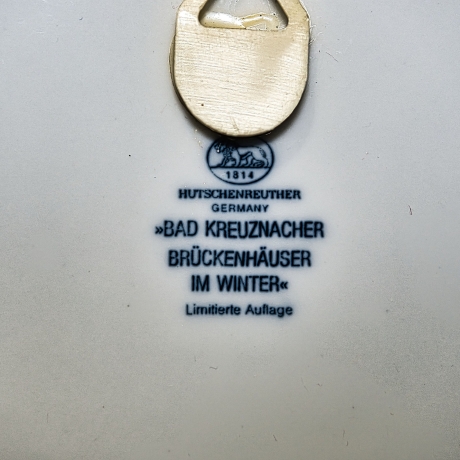 1814
HUTSCHENREUTHER
GERMANY
»BAD KREUZNACHER
BRÜCKENHÄUSER
IM WINTER«
Limitierte Auflage